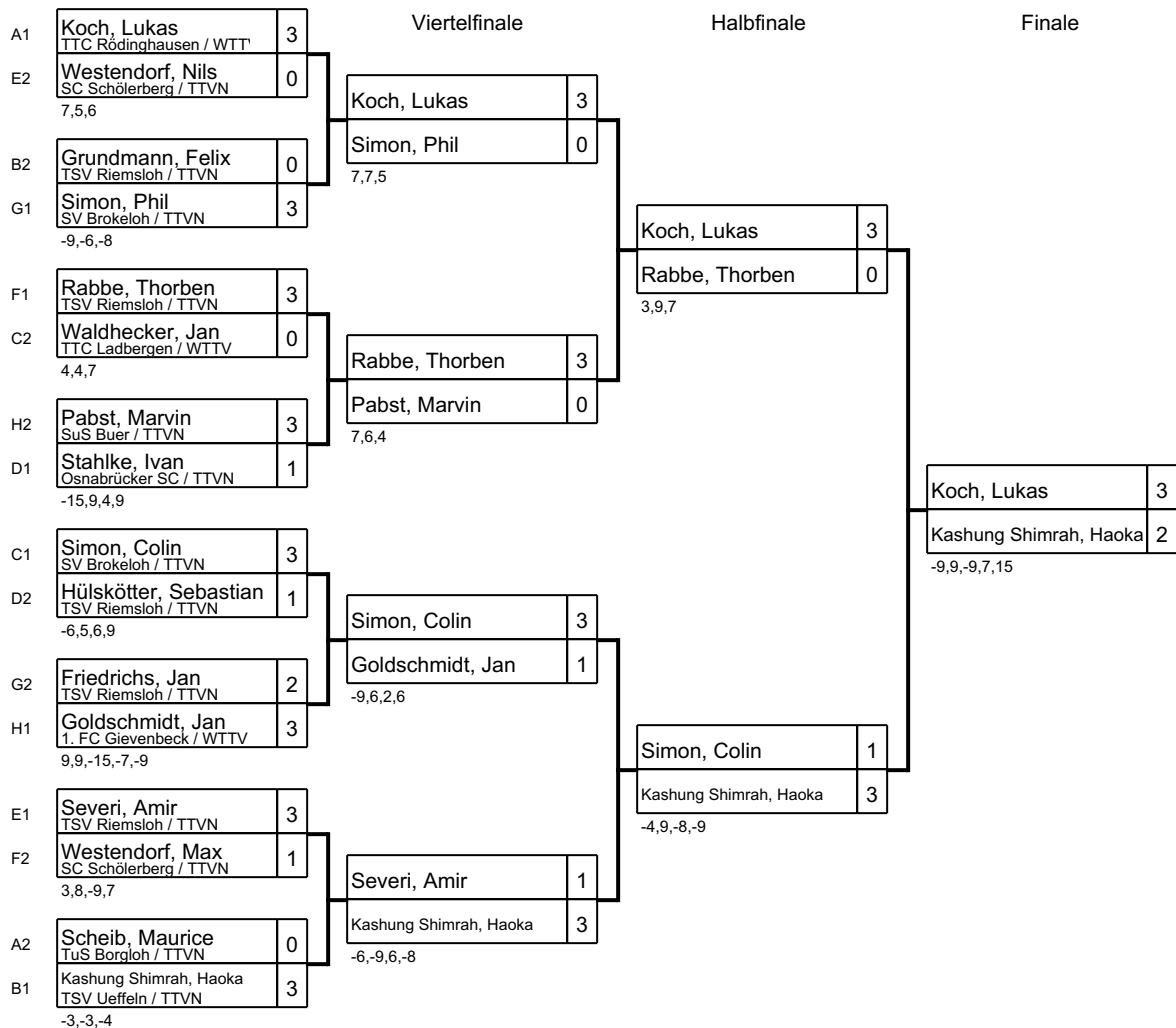 Viertelfinale
Halbfinale
Finale
A1 Koch, Lukas 3
TTC Rödinghausen / WTT
E2 Westendorf, Nils 0
SC Schölerberg / TTVN
7,5,6
B2 Grundmann, Felix 0
TSV Riemsloh / TTVN
G1 Simon, Phil 3
SV Brokeloh / TTVN
-9,-6,-8
F1 Rabbe, Thorben 3
TSV Riemsloh / TTVN
C2 Waldhecker, Jan 0
TTC Ladbergen / WTTV
4,4,7
H2 Pabst, Marvin 3
SuS Buer / TTVN
D1 Stahlke, Ivan 1
Osnabrücker SC / TTVN
-15,9,4,9
C1 Simon, Colin 3
SV Brokeloh / TTVN
D2 Hülskötter, Sebastian 1
TSV Riemsloh / TTVN
-6,5,6,9
G2 Friedrichs, Jan 2
TSV Riemsloh / TTVN
H1 Goldschmidt, Jan 3
1. FC Gievenbeck / WTTV
9,9,-15,-7,-9
E1 Severi, Amir 3
TSV Riemsloh / TTVN
F2 Westendorf, Max 1
SC Schölerberg / TTVN
3,8,-9,7
A2 Scheib, Maurice 0
TuS Borgloh / TTVN
B1 Kashung Shimrah, Haoka 3
TSV Ueffeln / TTVN
-3,-3,-4
Koch, Lukas 3
Simon, Phil 0
7,7,5
Rabbe, Thorben 3
Pabst, Marvin 0
7,6,4
Simon, Colin 3
Goldschmidt, Jan 1
-9,6,2,6
Severi, Amir 1
Kashung Shimrah, Haoka 3
-6,-9,6,-8
Koch, Lukas 3
Rabbe, Thorben 0
3,9,7
Simon, Colin 1
Kashung Shimrah, Haoka 3
-4,9,-8,-9
Koch, Lukas 3
Kashung Shimrah, Haoka 2
-9,9,-9,7,15